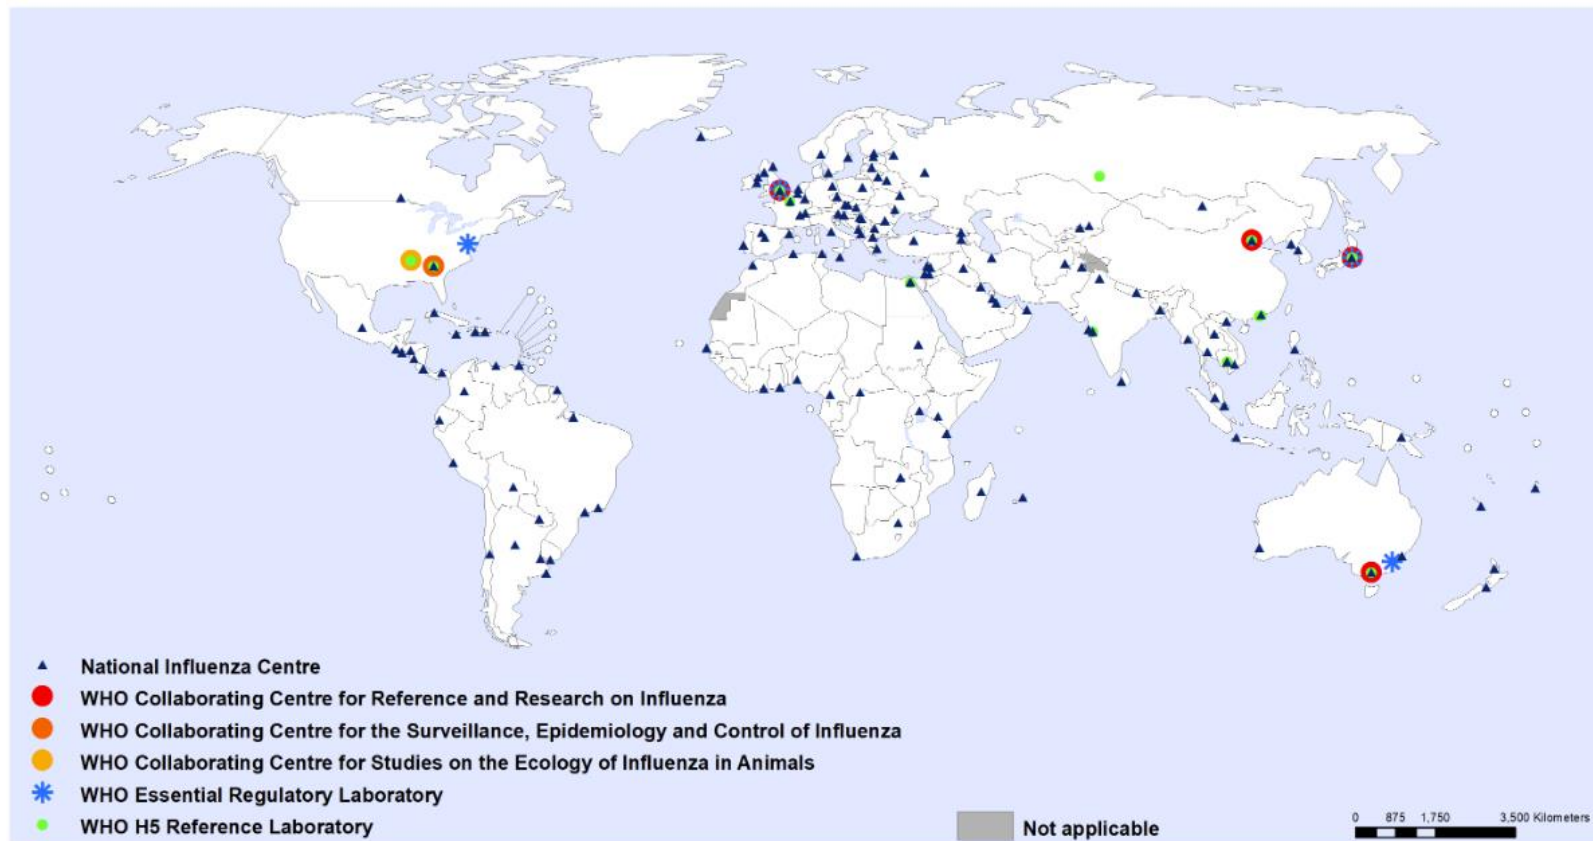 National Influenza Centre
WHO Collaborating Centre for Reference and Research on Influenza
WHO Collaborating Centre for the Surveillance, Epidemiology and Control of Influenza
WHO Collaborating Centre for Studies on the Ecology of Influenza in Animals
WHO Essential Regulatory Laboratory
WHO H5 Reference Laboratory
Not applicable
0 875 1,750 3,500 Kilometers